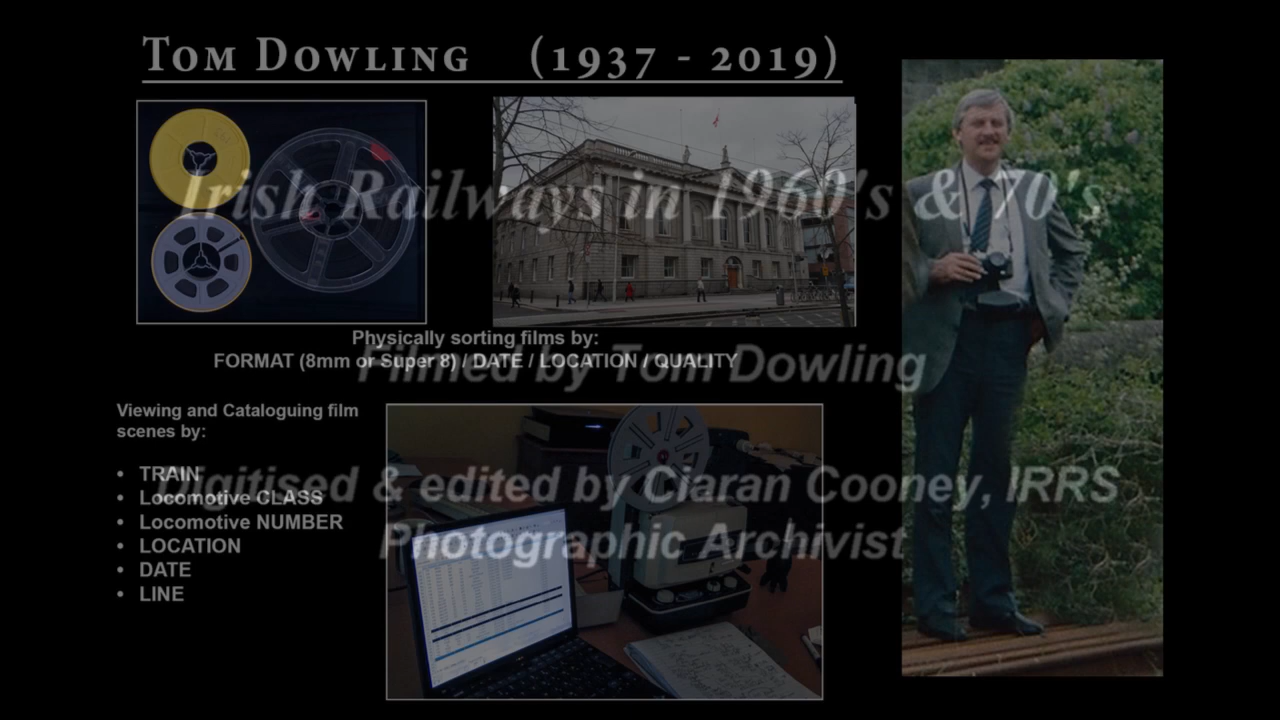 Tom Dowling (1937 - 2019)
Irish Railways in 1960's & 70's
Physically sorting films by:
FORMAT (8mm or Super 8) / DATE / LOCATION / QUALITY
Filmed by Tom Dowling
Viewing and Cataloguing film
scenes by:
• TRAIN
• Locomotive CLASS
• Locomotive NUMBER
• LOCATION
• DATE
• LINE
Digitised & edited by Ciaran Cooney, IRRS
Photographic Archivist